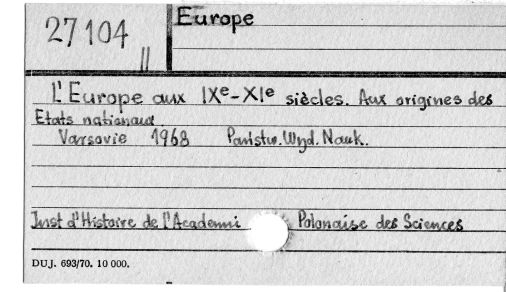 27104 II
Europe
L'Europe aux IXe-XIe siècles. Aux origines des
Etats nationaux
Varsovie 1968 Państw. Wyd. Nauk.
Inst d'Histoire de l'Academi Polonaise des Sciences
DUJ. 693/70. 10 000.